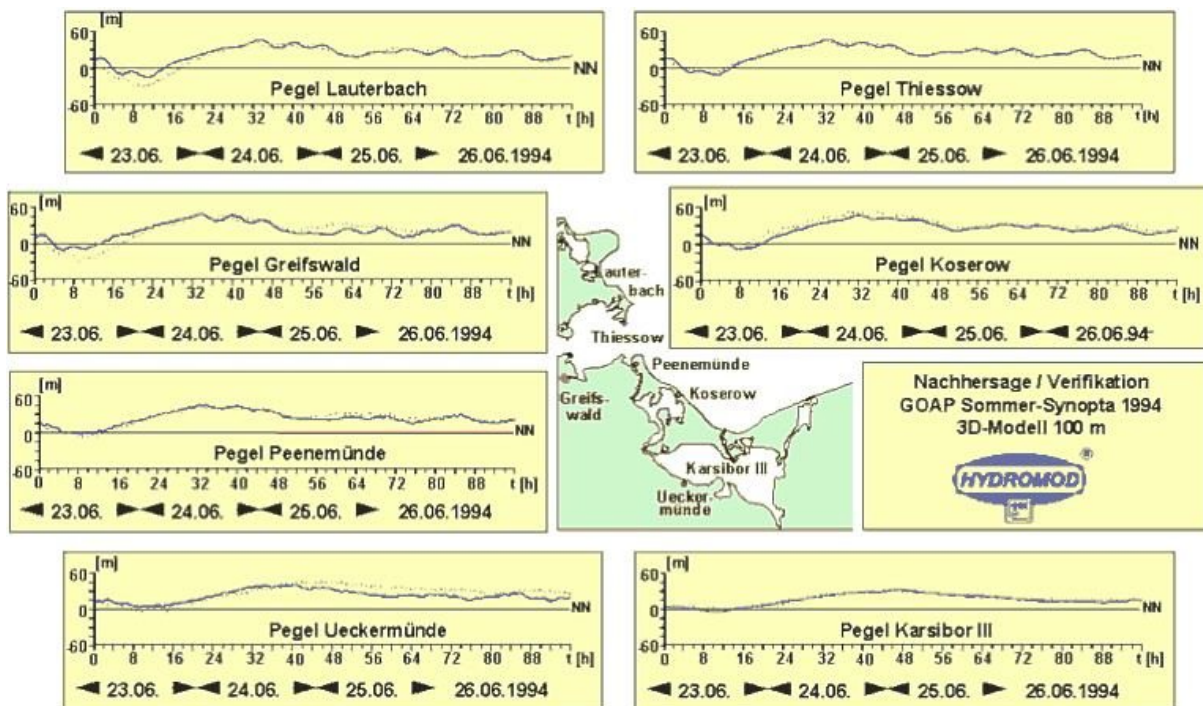 [m]
60
0
-60
NN
Pegel Lauterbach
0 8 16 24 32 40 48 56 64 72 80 88 t [h]
23.06. 24.06. 25.06. 26.06.1994
[m]
60
0
-60
NN
Pegel Thiessow
0 8 16 24 32 40 48 56 64 72 80 88 t [h]
23.06. 24.06. 25.06. 26.06.1994
[m]
60
0
-60
NN
Pegel Greifswald
0 8 16 24 32 40 48 56 64 72 80 88 t [h]
23.06. 24.06. 25.06. 26.06.1994
Lauter-
bach
Thiessow
Peenemünde
Greifs-
wald
Koserow
Karsibor III
Uecker-
münde
[m]
60
0
-60
NN
Pegel Koserow
0 8 16 24 32 40 48 56 64 72 80 88 t [h]
23.06. 24.06. 25.06. 26.06.94
[m]
60
0
-60
Pegel Peenemünde
0 8 16 24 32 40 48 56 64 72 80 88 t [h]
23.06. 24.06. 25.06. 26.06.1994
Nachhersage / Verifikation
GOAP Sommer-Synopta 1994
3D-Modell 100 m
HYDROMOD ®
[m]
60
0
-60
NN
Pegel Ueckermünde
0 8 16 24 32 40 48 56 64 72 80 88 t [h]
23.06. 24.06. 25.06. 26.06.1994
[m]
60
0
-60
NN
Pegel Karsibor III
0 8 16 24 32 40 48 56 64 72 80 88 t [h]
23.06. 24.06. 25.06. 26.06.1994